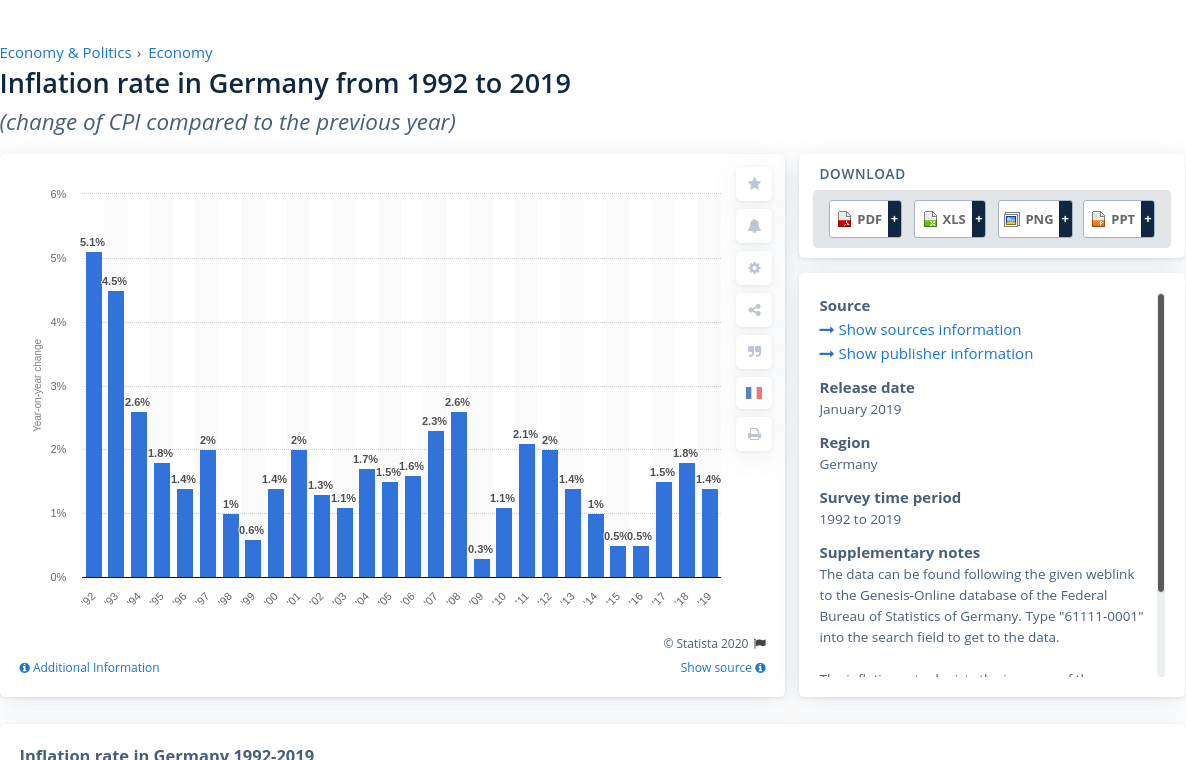 Economy & Politics › Economy
Inflation rate in Germany from 1992 to 2019
(change of CPI compared to the previous year)
6%
5%
4%
3%
2%
1%
0%
Year-on-year change
5.1%
4.5%
2.6%
1.8%
1.4%
2%
1%
0.6%
1.4%
2%
1.3%
1.1%
1.7%
1.5%
1.6%
2.3%
2.6%
0.3%
1.1%
2.1%
2%
1.4%
1%
0.5%
0.5%
1.5%
1.8%
1.4%
'92 '93 '94 '95 '96 '97 '98 '99 '00 '01 '02 '03 '04 '05 '06 '07 '08 '09 '10 '11 '12 '13 '14 '15 '16 '17 '18 '19
© Statista 2020
Additional Information
Show source
DOWNLOAD
PDF + XLS + PNG + PPT +
Source
Show sources information
Show publisher information
Release date
January 2019
Region
Germany
Survey time period
1992 to 2019
Supplementary notes
The data can be found following the given weblink
to the Genesis-Online database of the Federal
Bureau of Statistics of Germany. Type "61111-0001"
into the search field to get to the data.
Inflation rate in Germany 1992-2019